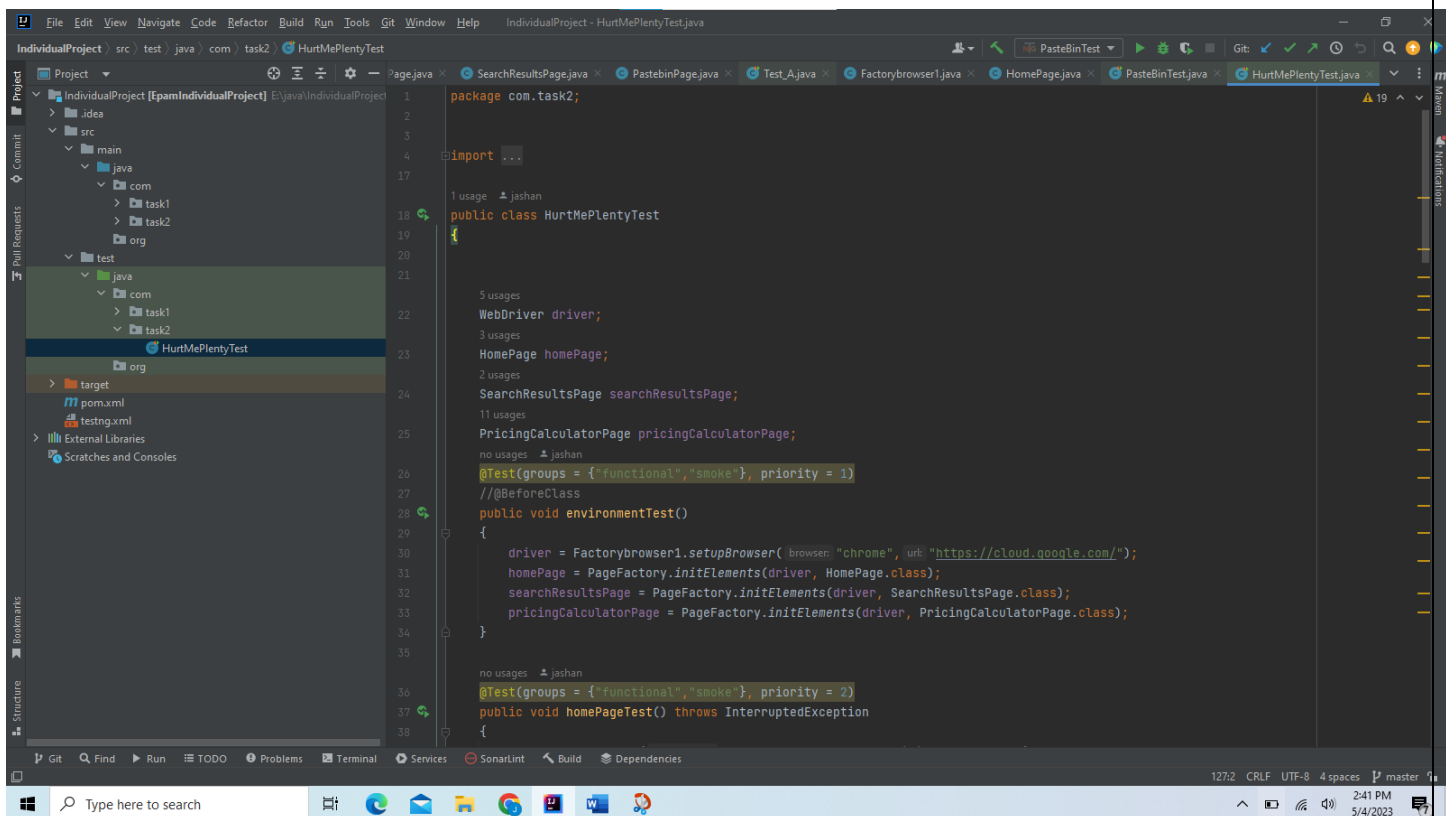 File Edit View Navigate Code Refactor Build Run Tools Git Window Help IndividualProject - HurtMePlentyTest.java
IndividualProject src test java com task2 HurtMePlentyTest PasteBinTest Git:
Project Page.java SearchResultsPage.java PastebinPage.java Test_A.java Factorybrowser1.java HomePage.java PasteBinTest.java HurtMePlentyTest.java
Project
Commit
Pull Requests
Bookmarks
Structure
IndividualProject [EpamIndividualProject] E:\java\IndividualProject
.idea
src
main
java
com
task1
task2
org
test
java
com
task1
task2
HurtMePlentyTest
org
target
pom.xml
testng.xml
External Libraries
Scratches and Consoles
1 package com.task2;
2
3
4 import ...
17
1 usage jashan
18 public class HurtMePlentyTest
19 {
20
21
5 usages
22 WebDriver driver;
3 usages
23 HomePage homePage;
2 usages
24 SearchResultsPage searchResultsPage;
11 usages
25 PricingCalculatorPage pricingCalculatorPage;
no usages jashan
26 @Test(groups = {"functional","smoke"}, priority = 1)
27 //@BeforeClass
28 public void environmentTest()
29 {
30 driver = Factorybrowser1.setupBrowser( browser: "chrome", url: "https://cloud.google.com/");
31 homePage = PageFactory.initElements(driver, HomePage.class);
32 searchResultsPage = PageFactory.initElements(driver, SearchResultsPage.class);
33 pricingCalculatorPage = PageFactory.initElements(driver, PricingCalculatorPage.class);
34 }
35
no usages jashan
36 @Test(groups = {"functional","smoke"}, priority = 2)
37 public void homePageTest() throws InterruptedException
38 {
19
m
Maven
Notifications
Git Find Run TODO Problems Terminal Services SonarLint Build Dependencies
127:2 CRLF UTF-8 4 spaces master
Type here to search
2:41 PM
5/4/2023
7